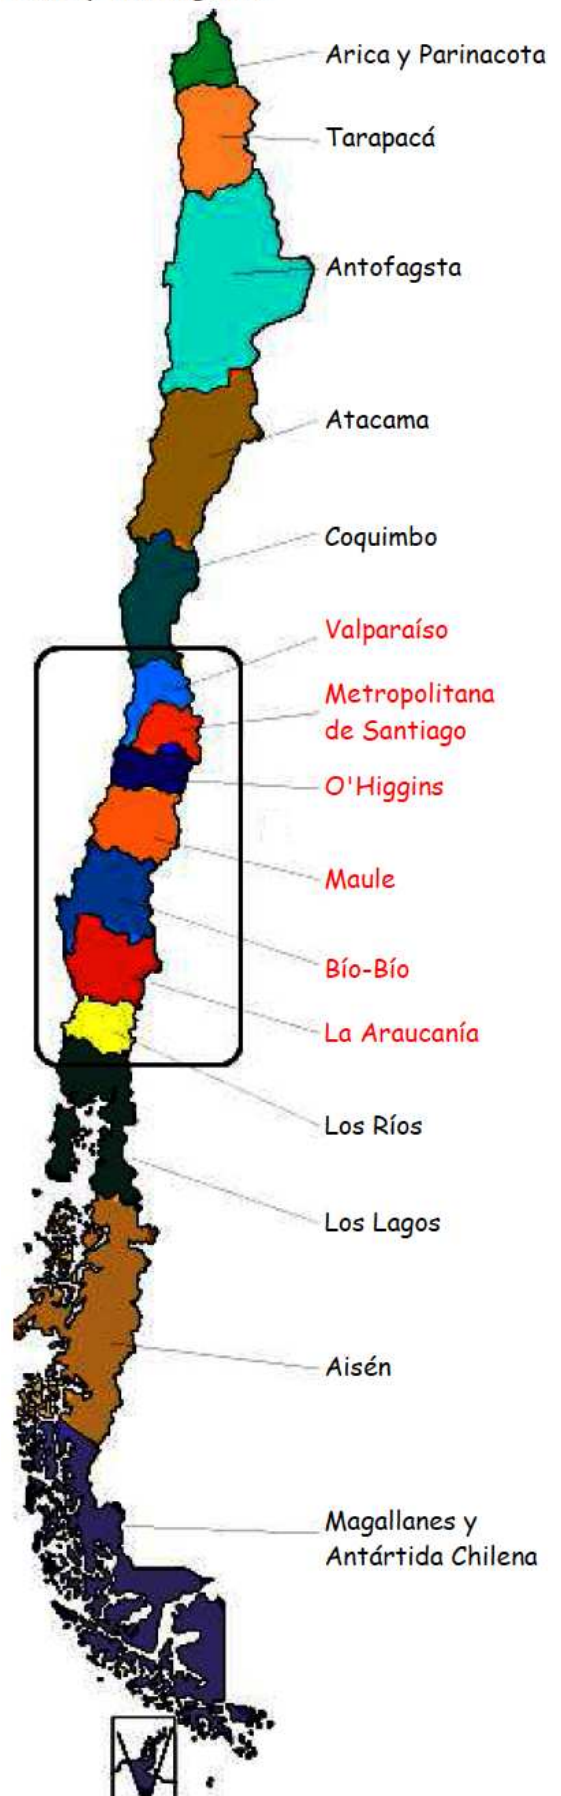 Arica y Parinacota
Tarapacá
Antofagsta
Atacama
Coquimbo
Valparaíso
Metropolitana
de Santiago
O'Higgins
Maule
Bío-Bío
La Araucanía
Los Ríos
Los Lagos
Aisén
Magallanes y
Antártida Chilena